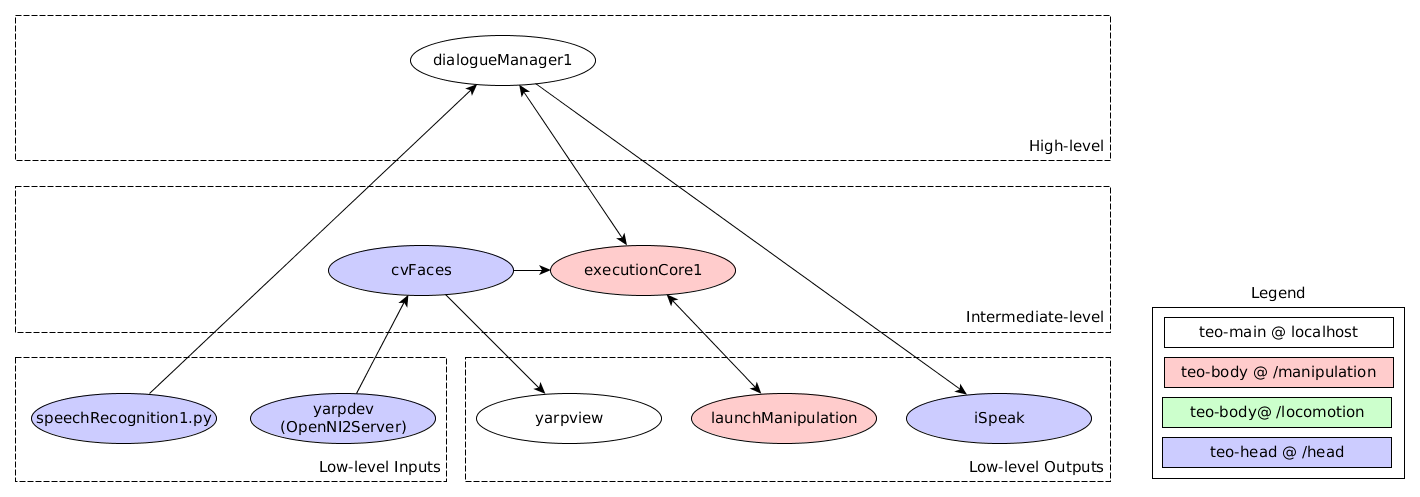 dialogueManager1
High-level
cvFaces
executionCore1
Intermediate-level
speechRecognition1.py
yarpdev
(OpenNI2Server)
Low-level Inputs
yarpview
launchManipulation
iSpeak
Low-level Outputs
Legend
teo-main @ localhost
teo-body @ /manipulation
teo-body@ /locomotion
teo-head @ /head